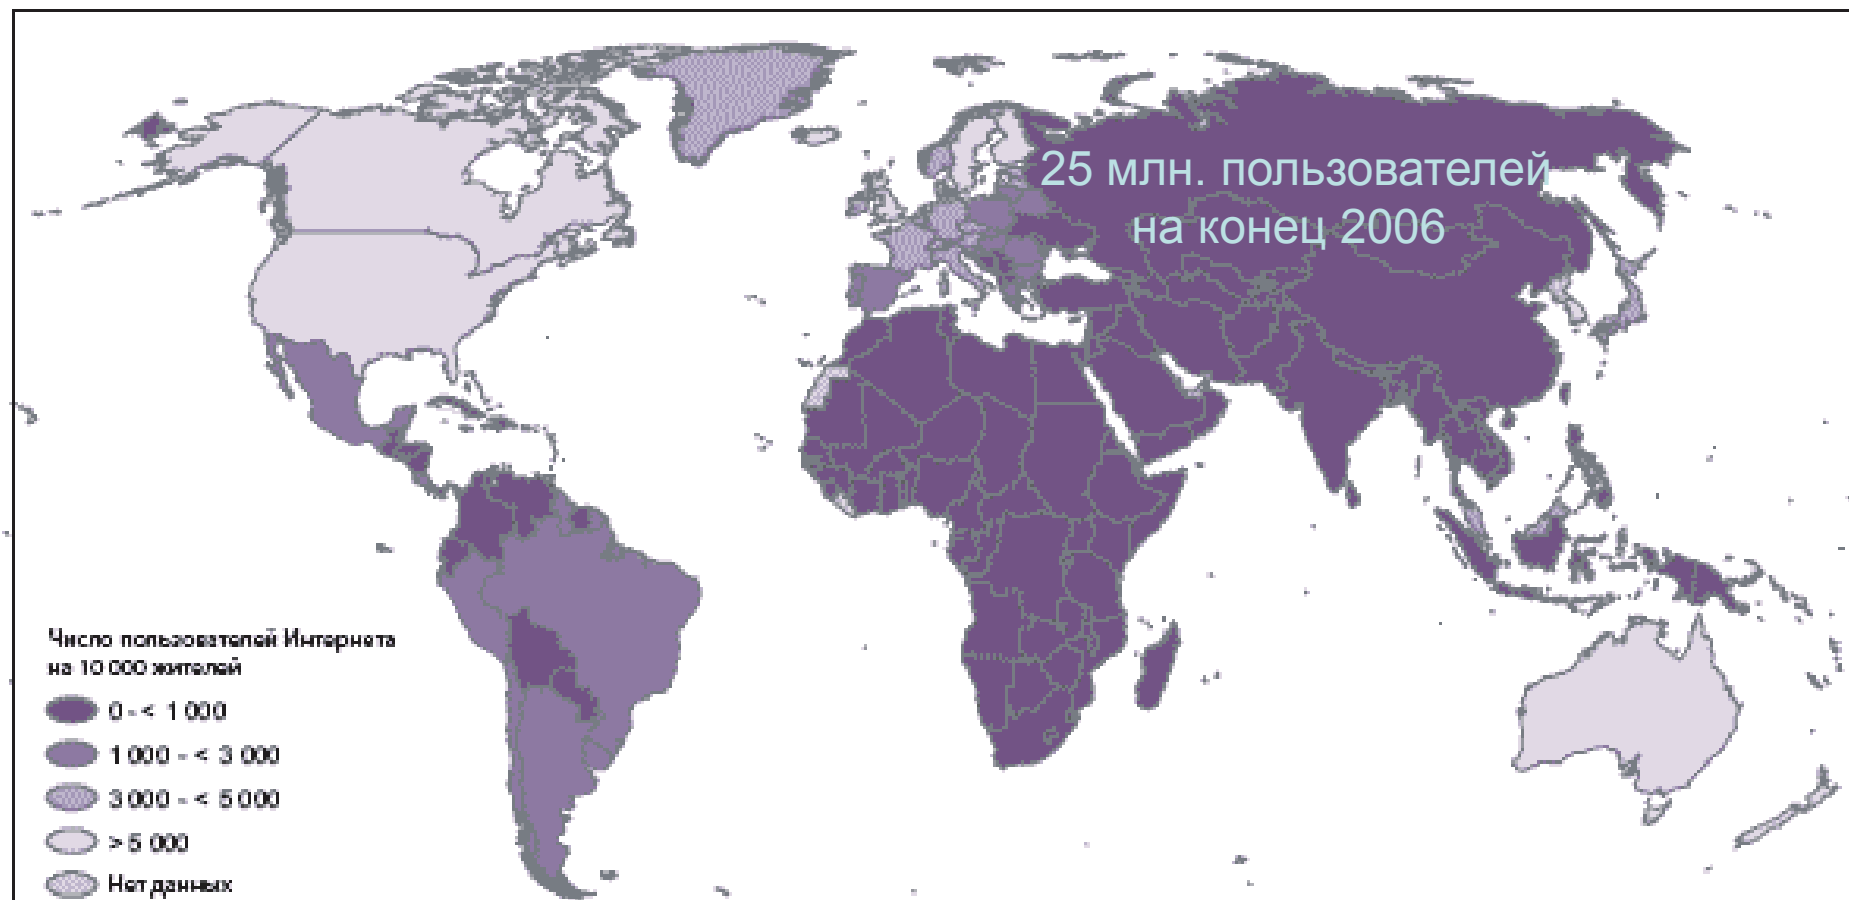 25 млн. пользователей
на конец 2006
Число пользователей Интернета
на 10 000 жителей
0 - < 1 000
1 000 - < 3 000
3 000 - < 5 000
> 5 000
Нет данных